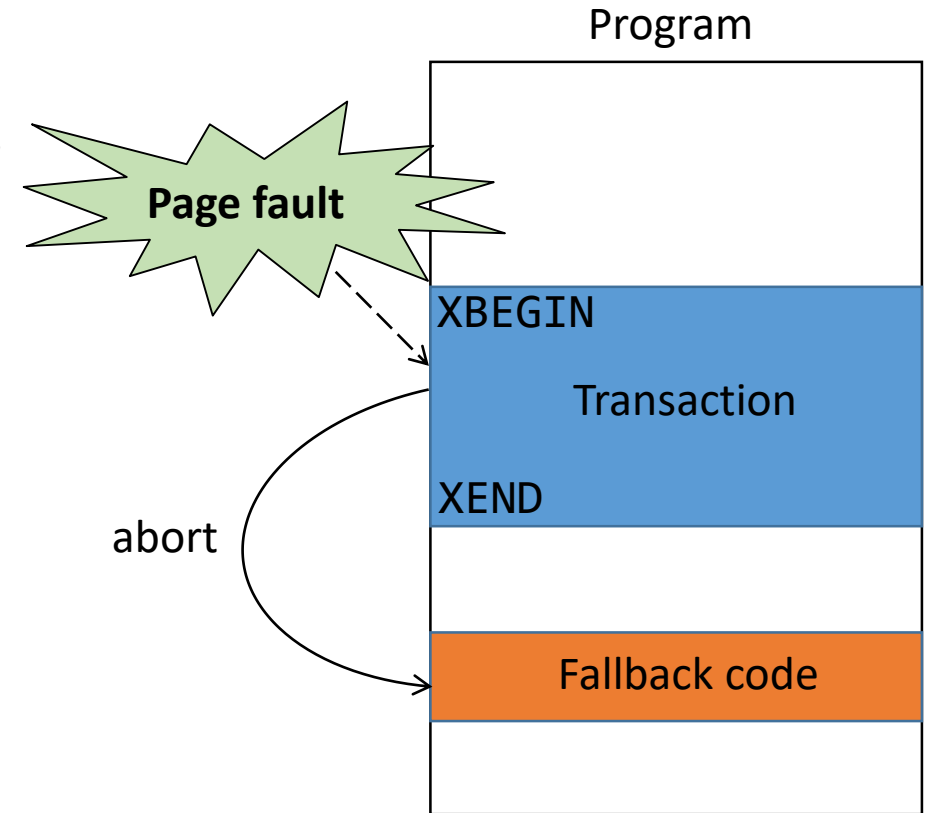 Program
Page fault
XBEGIN
Transaction
XEND
abort
Fallback code